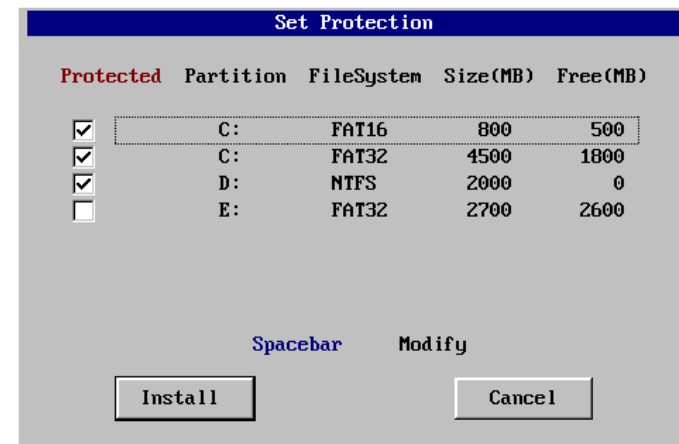 Set Protection
Protected Partition FileSystem Size(MB) Free(MB)
C: FAT16 800 500
C: FAT32 4500 1800
D: NTFS 2000 0
E: FAT32 2700 2600
Spacebar Modify
Install Cancel